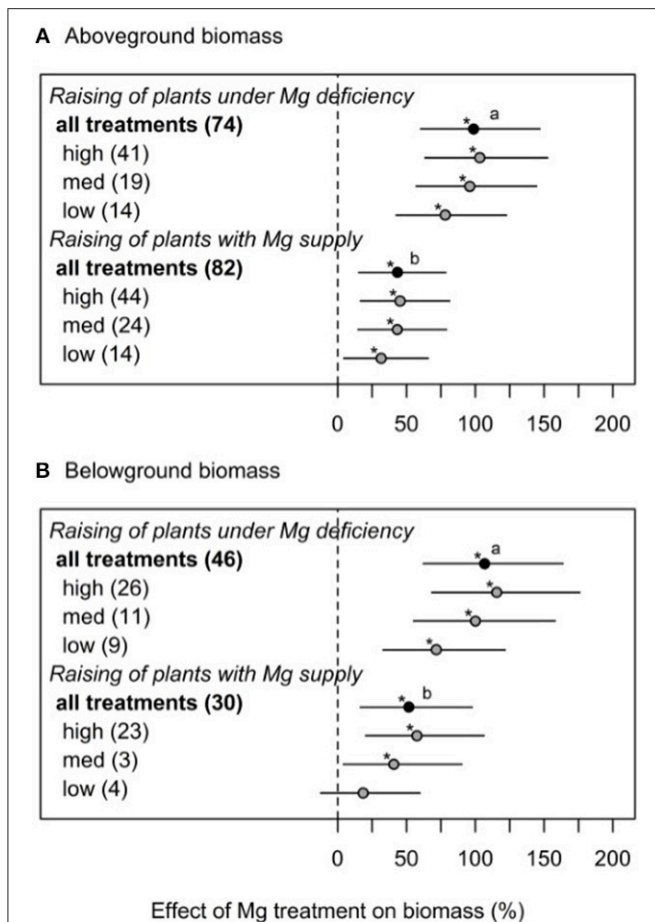 A Aboveground biomass
Raising of plants under Mg deficiency
all treatments (74)
* a
high (41)
*
med (19)
*
low (14)
*
Raising of plants with Mg supply
all treatments (82)
* b
high (44)
*
med (24)
*
low (14)
*
0 50 100 150 200
B Belowground biomass
Raising of plants under Mg deficiency
all treatments (46)
* a
high (26)
*
med (11)
*
low (9)
*
Raising of plants with Mg supply
all treatments (30)
* b
high (23)
*
med (3)
*
low (4)
0 50 100 150 200
Effect of Mg treatment on biomass (%)